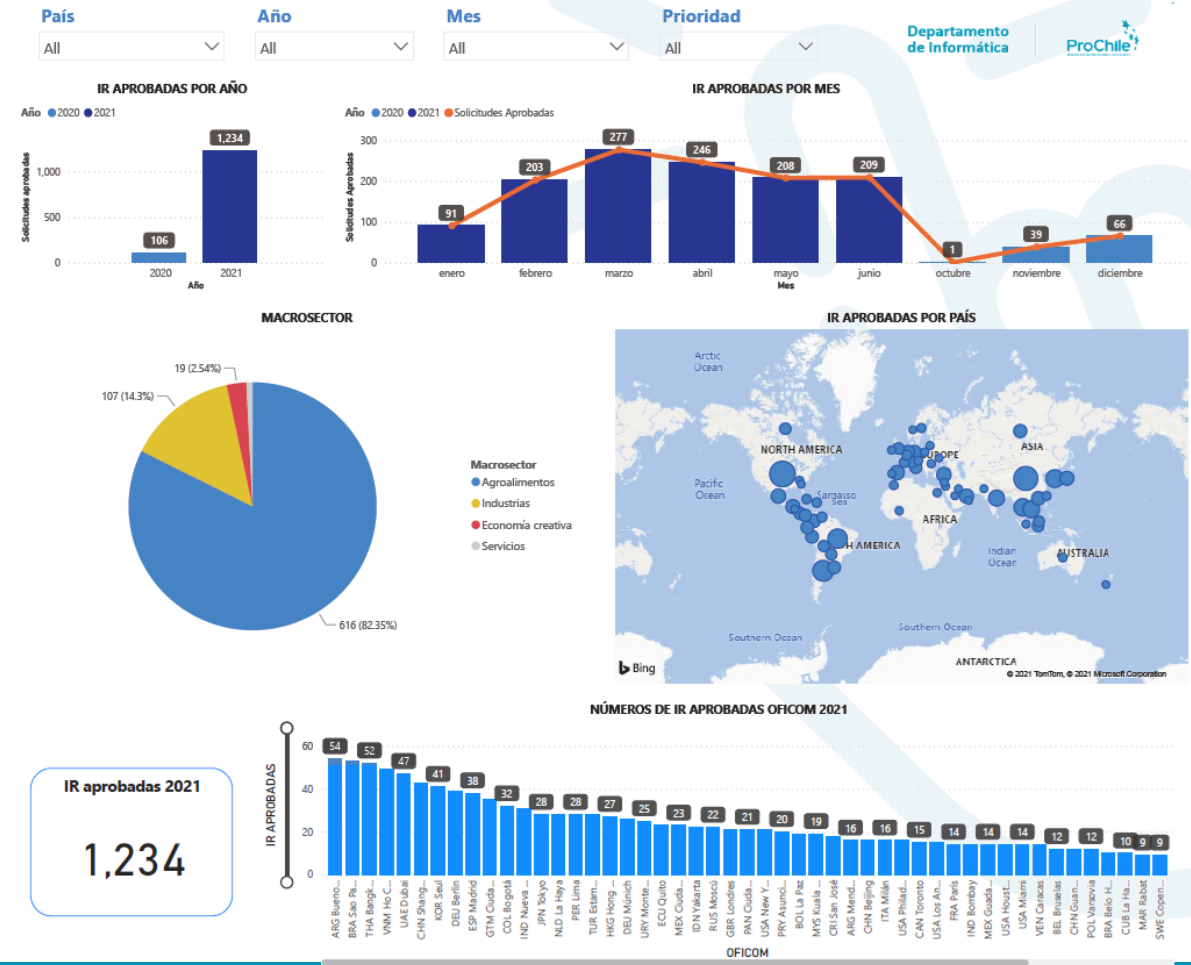 País Año Mes Prioridad
All All All All
Departamento
de Informática
ProChile
IR APROBADAS POR AÑO
Año 2020 2021
Solicitudes aprobadas
1,000
500
0
106
1,234
2020 2021
Año
IR APROBADAS POR MES
Año 2020 2021 Solicitudes Aprobadas
Solicitudes Aprobadas
300
200
100
0
91 203 277 246 208 209 1 39 66
enero febrero marzo abril mayo junio octubre noviembre diciembre
Mes
MACROSECTOR
19 (2.54%)
107 (14.3%)
616 (82.35%)
Macrosector
Agroalimentos
Industrias
Economía creativa
Servicios
IR APROBADAS POR PAÍS
Arctic
Ocean
NORTH AMERICA
EUROPE
ASIA
Pacific
Ocean
Sargasso
Sea
AFRICA
H AMERICA
Indian
Ocean
AUSTRALIA
Southern Ocean
Southern Ocean
ANTARCTICA
Bing
© 2021 TomTom, © 2021 Microsoft Corporation
IR aprobadas 2021
1,234
NÚMEROS DE IR APROBADAS OFICOM 2021
IR APROBADAS
60
40
20
0
54 52 47 41 38 32 28 28 27 25 23 22 21 20 19 16 16 15 14 14 14 12 12 10 9 9
ARG Bueno...
BRA Sao Pa...
THA Bangk...
VNM Ho C...
UAE Dubai
CHN Shang...
KOR Seul
DEU Berlin
ESP Madrid
GTM Ciuda...
COL Bogotá
IND Nueva ...
JPN Tokyo
NLD La Haya
PER Lima
TUR Estam...
HKG Hong ...
DEU Múnich
URY Monte...
ECU Quito
MEX Ciuda...
IDN Yakarta
RUS Moscú
GBR Londres
PAN Ciuda...
USA New Y...
PRY Asunci...
BOL La Paz
MYS Kuala ...
CRI San José
ARG Mend...
CHN Beijing
ITA Milán
USA Philad...
CAN Toronto
USA Los An...
FRA París
IND Bombay
MEX Guada...
USA Houst...
USA Miami
VEN Caracas
BEL Bruselas
CHN Guan...
POL Varsovia
BRA Belo H...
CUB La Ha...
MAR Rabat
SWE Copen...
OFICOM